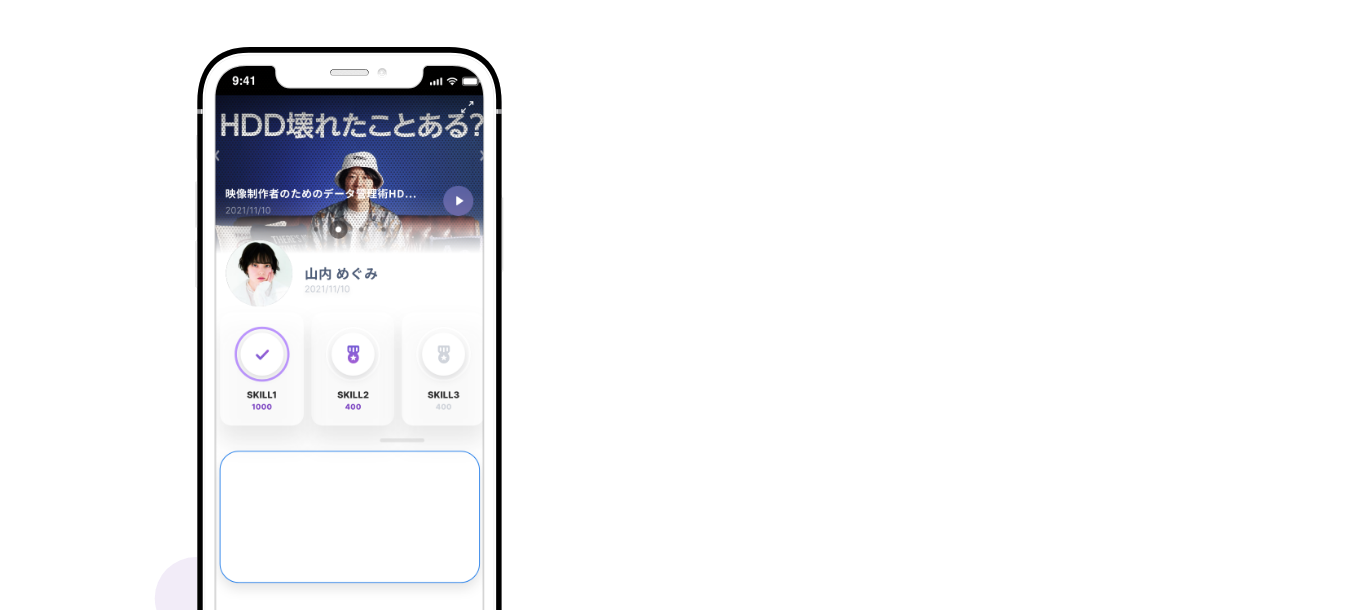 9:41
HDD壊れたことある?
映像制作者のためのデータ管理術HD...
2021/11/10
山内 めぐみ
2021/11/10
SKILL1
1000
SKILL2
400
SKILL3
400